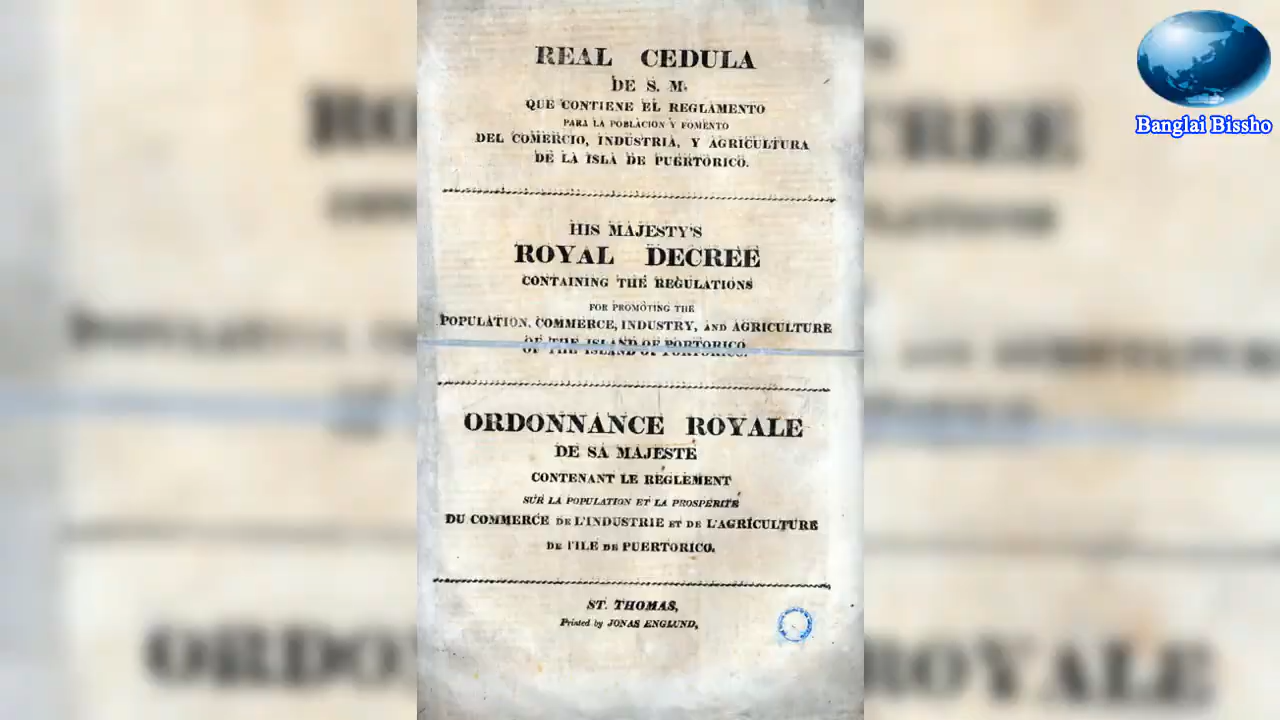 REAL CEDULA
DE S. M.
QUE CONTIENE EL REGLAMENTO
PARA LA POBLACION Y FOMENTO
DEL COMERCIO, INDUSTRIA, Y AGRICULTURA
DE LA ISLA DE PUERTORICO.
HIS MAJESTY'S
ROYAL DECREE
CONTAINING THE REGULATIONS
FOR PROMOTING THE
POPULATION, COMMERCE, INDUSTRY, AND AGRICULTURE
OF THE ISLAND OF PORTORICO.
ORDONNANCE ROYALE
DE SA MAJESTE
CONTENANT LE REGLEMENT
SUR LA POPULATION ET LA PROSPERITÉ
DU COMMERCE DE L'INDUSTRIE ET DE L'AGRICULTURE
DE l'ILE DE PUERTORICO.
ST. THOMAS,
Printed by JONAS ENGLUND,
Banglai Bissho